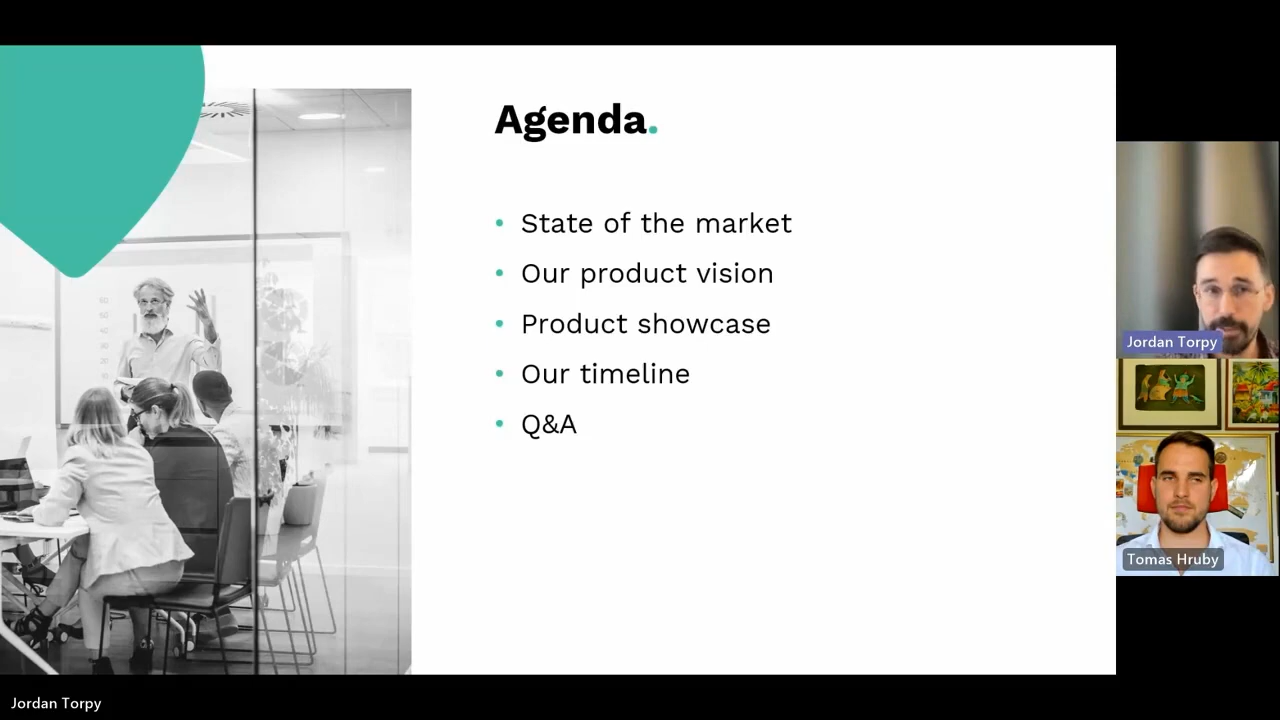 Agenda.
• State of the market
• Our product vision
• Product showcase
• Our timeline
• Q&A
Jordan Torpy
Tomas Hruby
Jordan Torpy